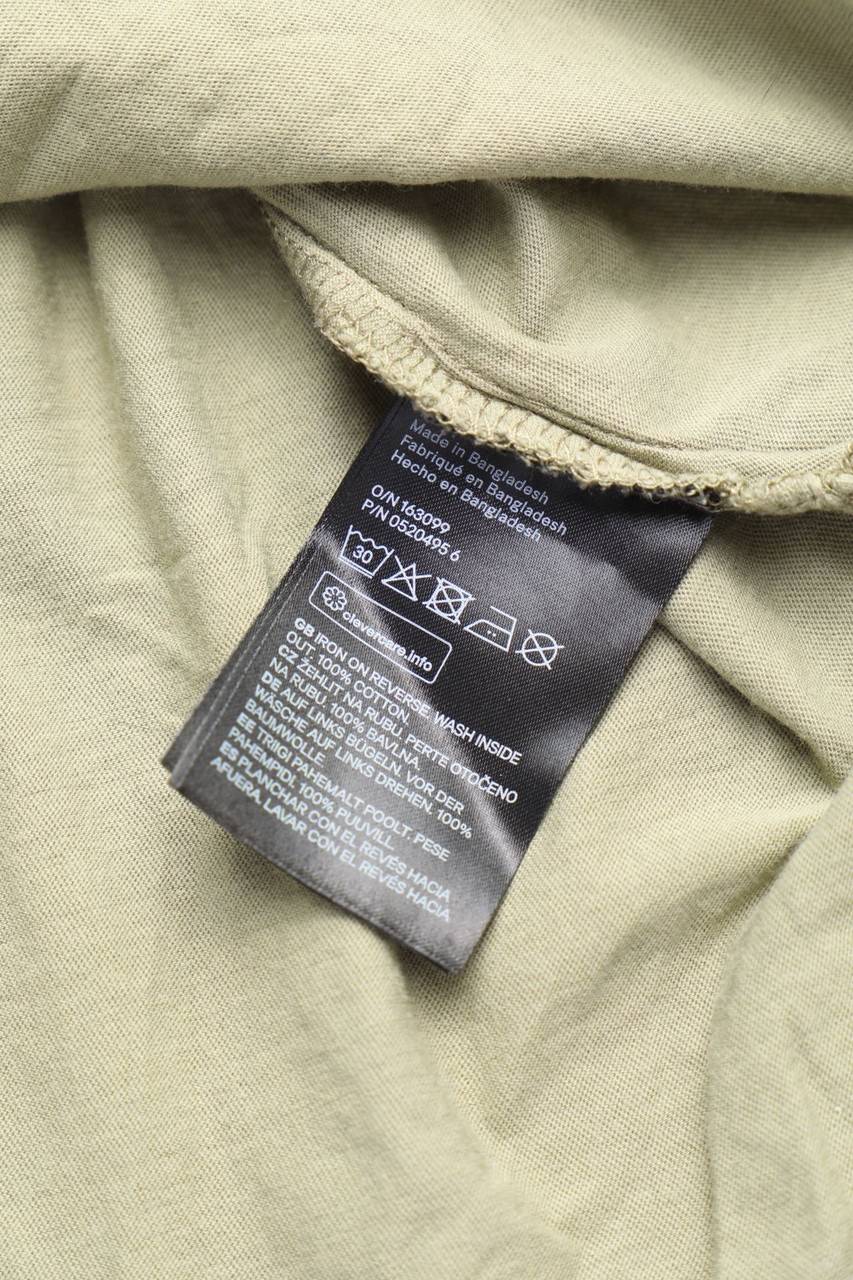 Made in Bangladesh
Fabriqué en Bangladesh
Hecho en Bangladesh
O/N 163099
P/N 0520495 6
30
clevercare.info
GB IRON ON REVERSE. WASH INSIDE
OUT. 100% COTTON
CZ ŽEHLIT NA RUBU. PERTE OTOČENO
NA RUBU. 100% BAVLNA
DE AUF LINKS BÜGELN. VOR DER
WÄSCHE AUF LINKS DREHEN. 100%
BAUMWOLLE
EE TRIIGI PAHEMALT POOLT. PESE
PAHEMPIDI. 100% PUUVILL
ES PLANCHAR CON EL REVÉS HACIA
AFUERA. LAVAR CON EL REVÉS HACIA